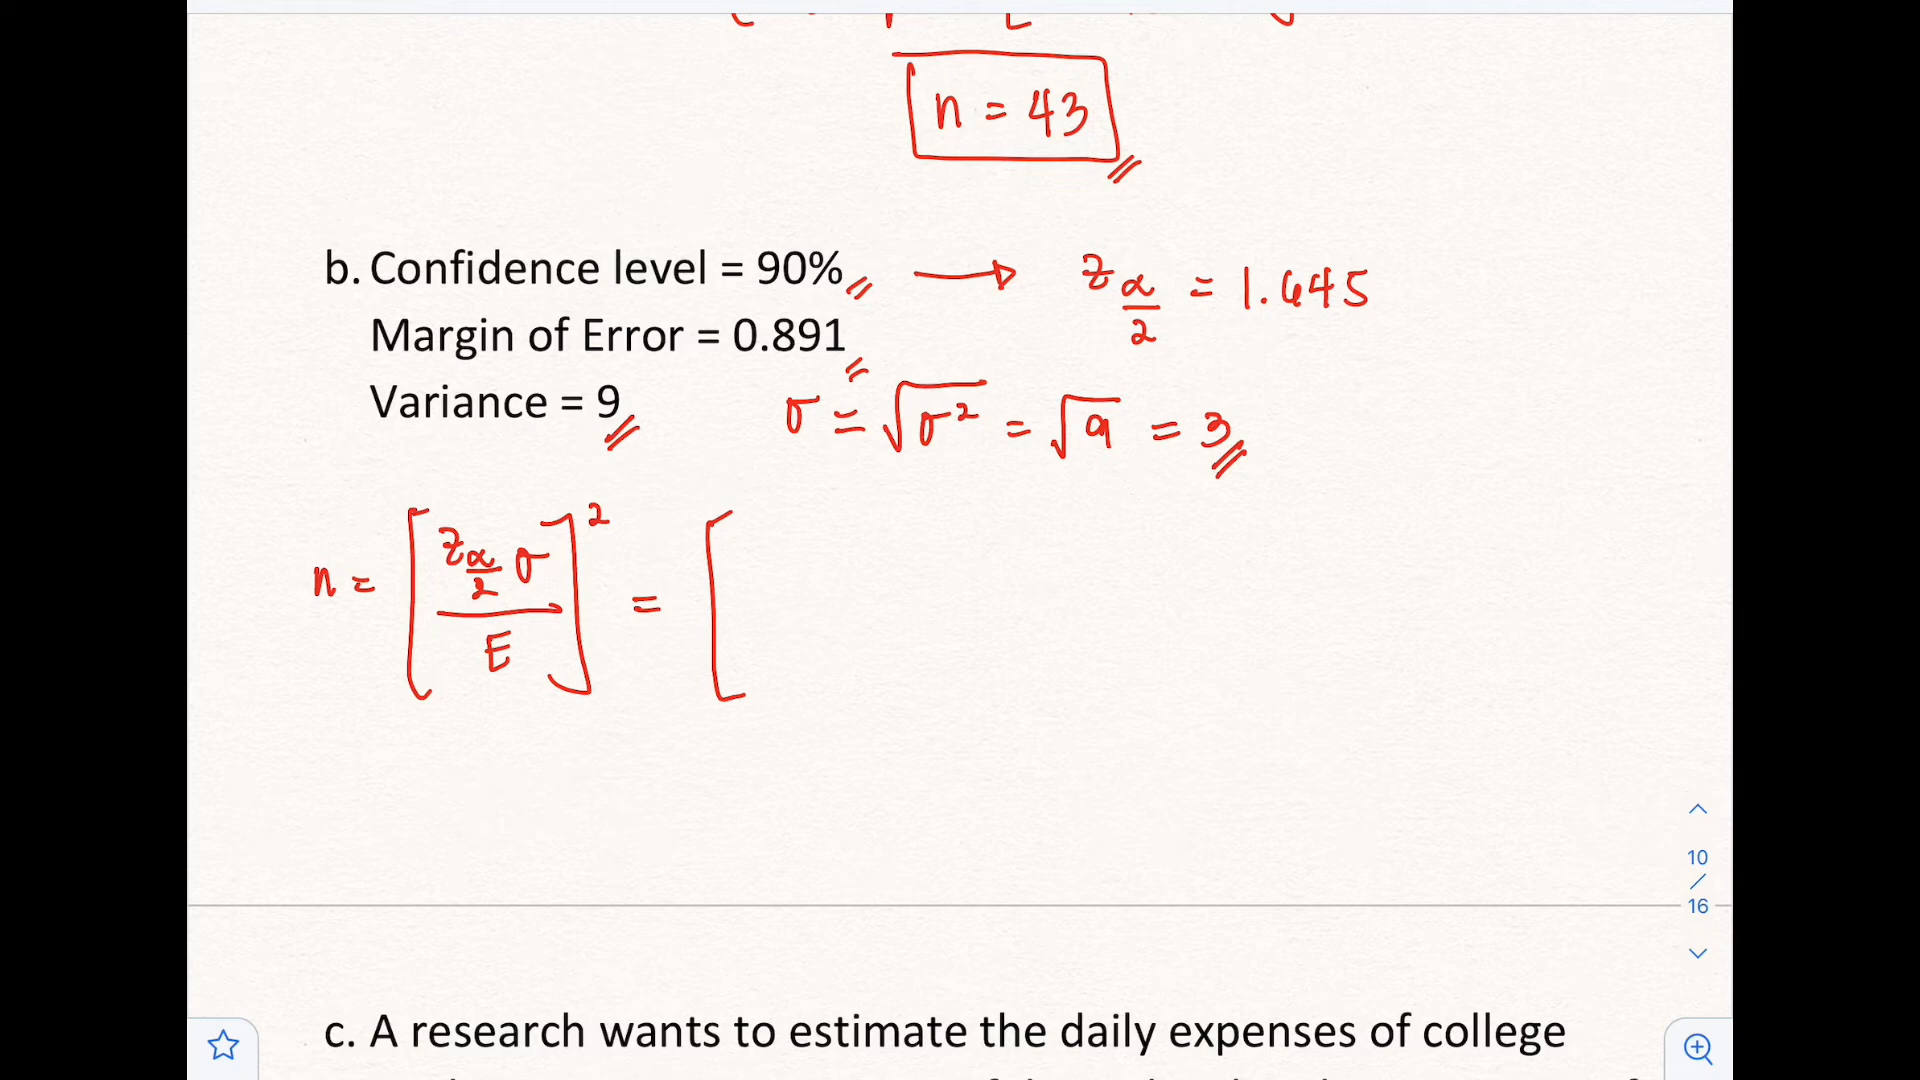 n = 43
b. Confidence level = 90% → z α/2 = 1.645
Margin of Error = 0.891
Variance = 9 σ = √σ² = √9 = 3
n = [z α/2 σ / E]² = [
10
/
16
c. A research wants to estimate the daily expenses of college